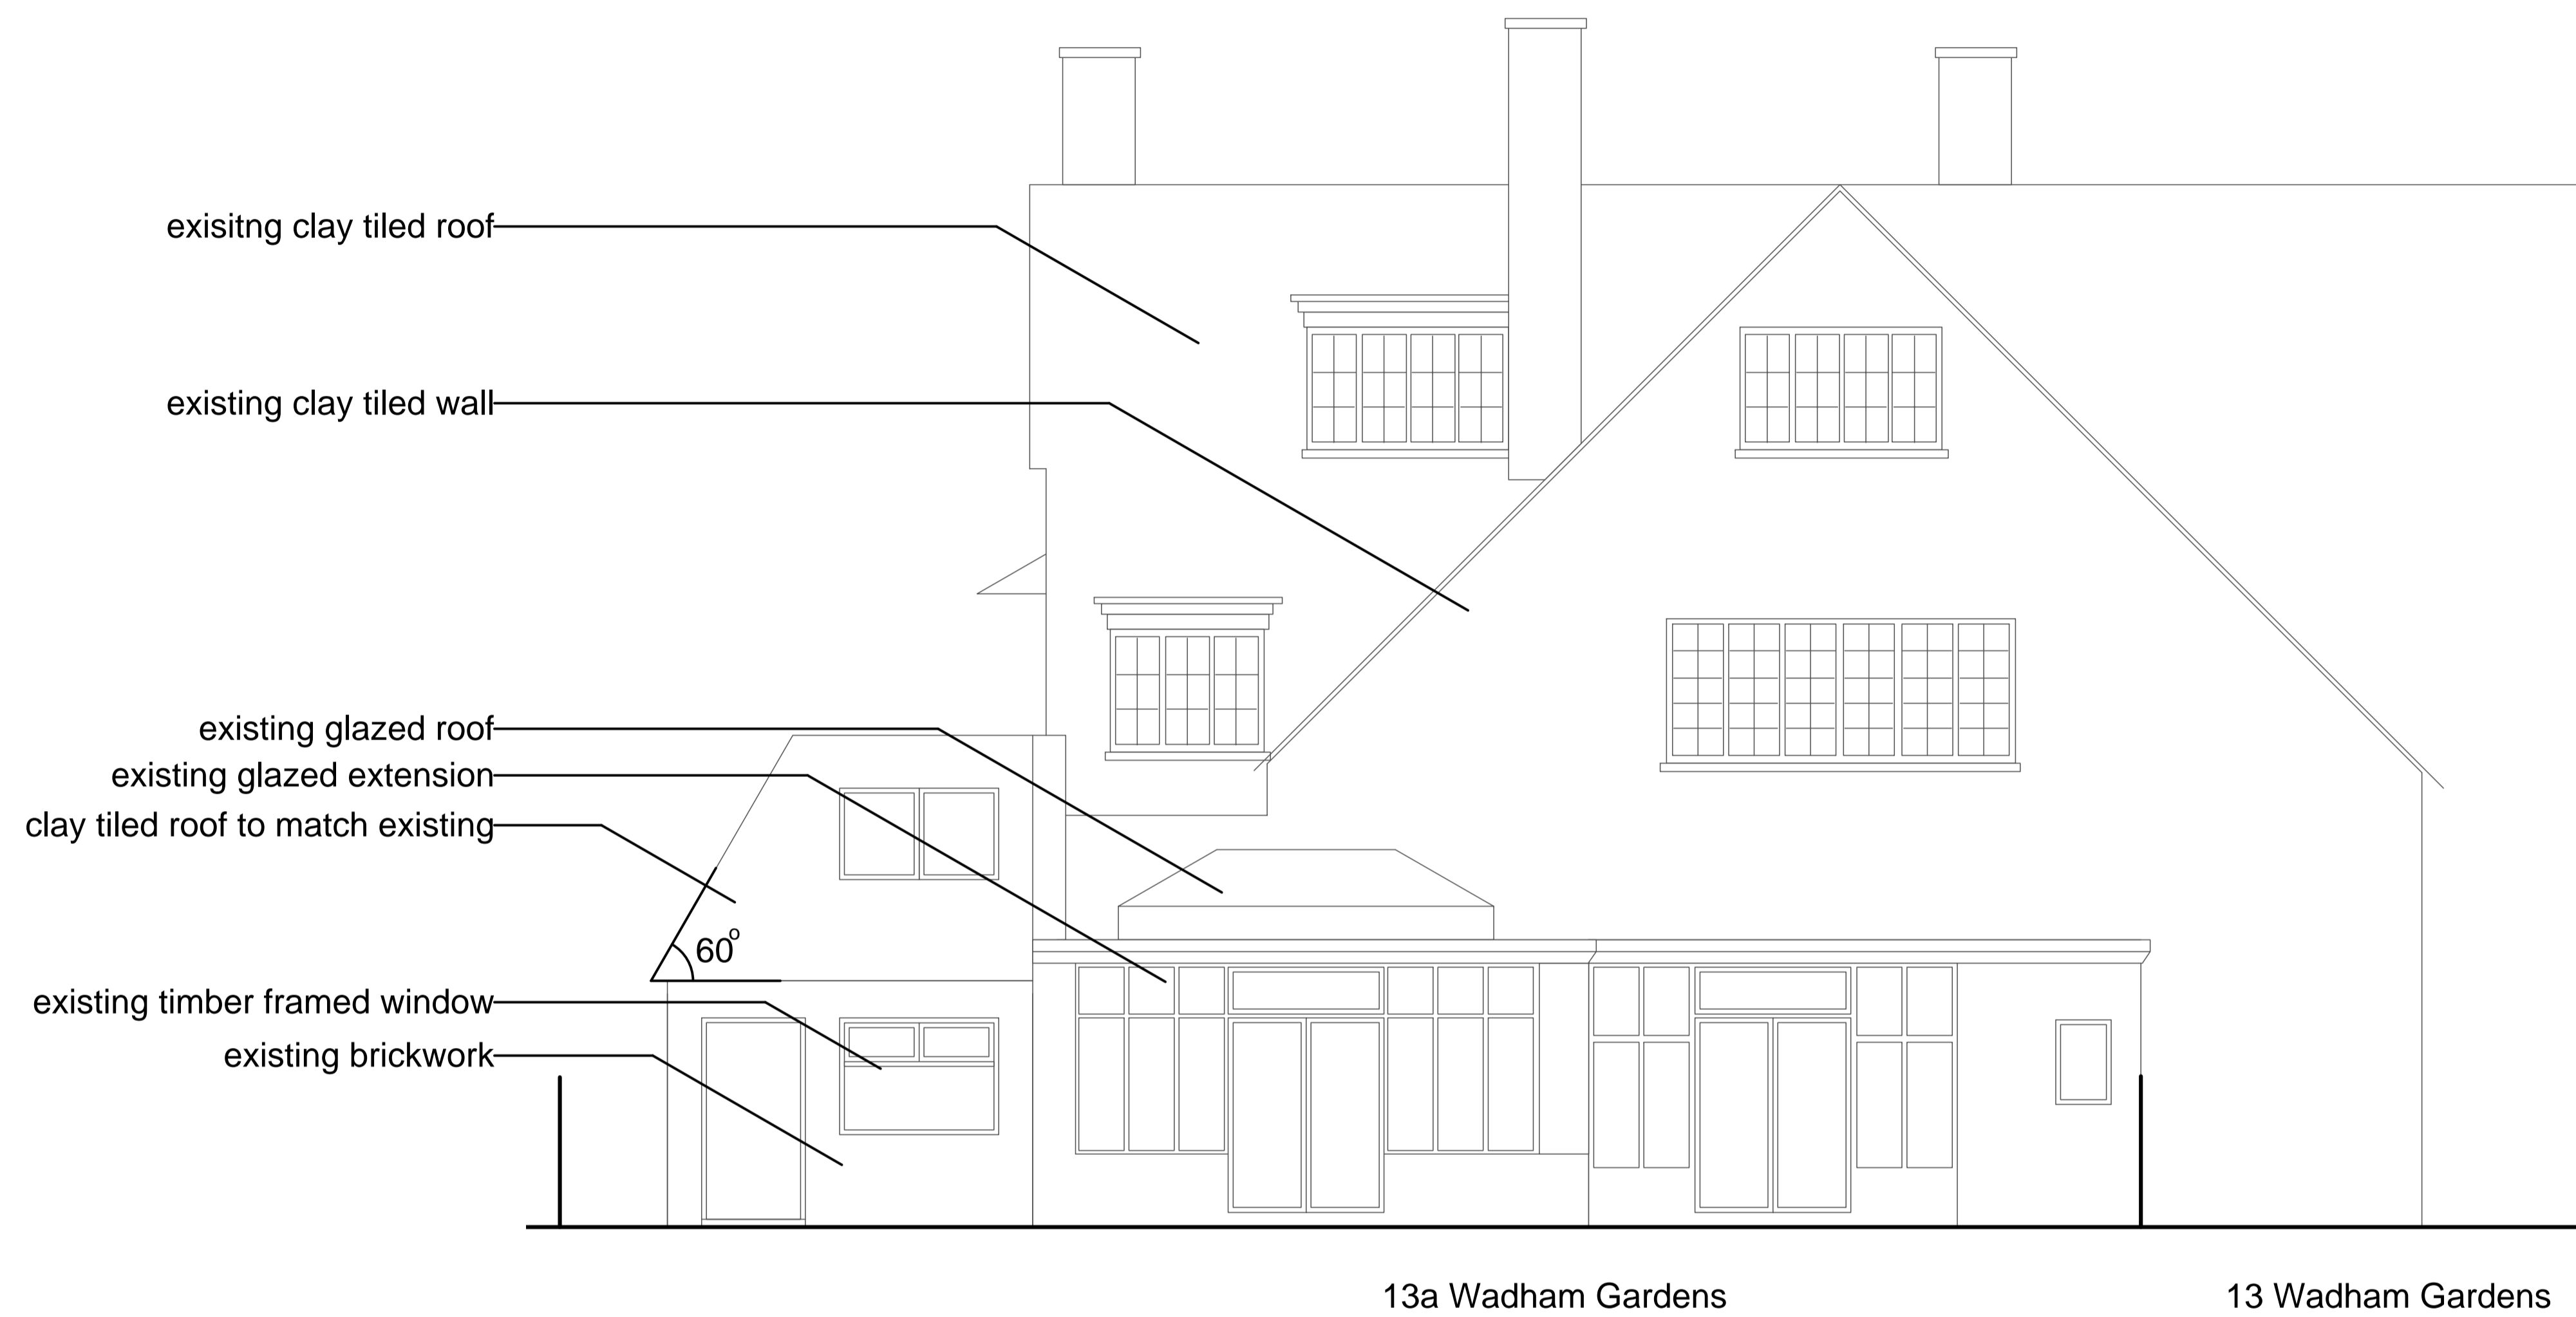 exisitng clay tiled roof
existing clay tiled wall
existing glazed roof
existing glazed extension
clay tiled roof to match existing
60°
existing timber framed window
existing brickwork
13a Wadham Gardens
13 Wadham Gardens